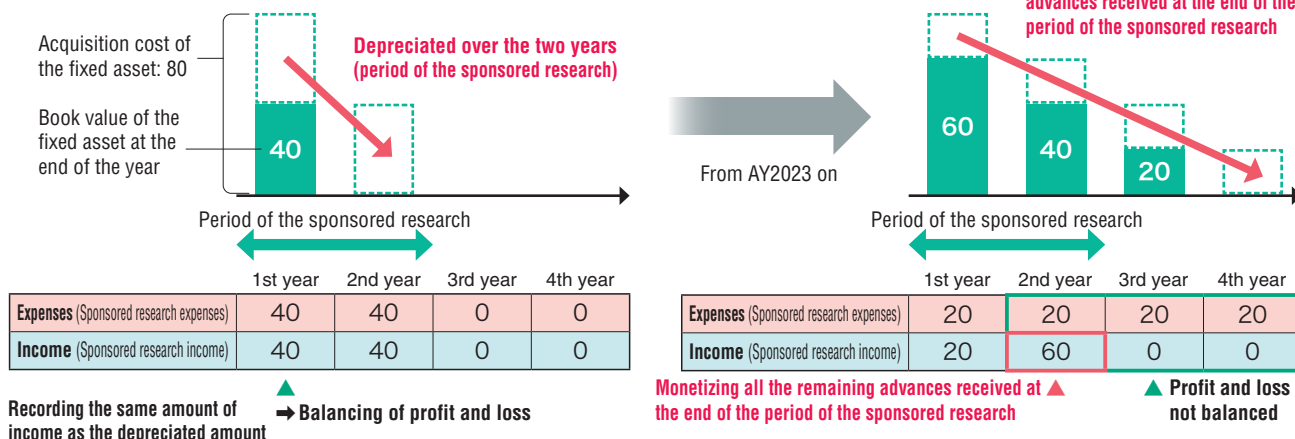 advances received at the end of the
period of the sponsored research
Acquisition cost of
the fixed asset: 80
Depreciated over the two years
(period of the sponsored research)
Book value of the
fixed asset at the
end of the year
40
From AY2023 on
60
40
20
Period of the sponsored research
1st year 2nd year 3rd year 4th year
Expenses (Sponsored research expenses) 40 40 0 0
Income (Sponsored research income) 40 40 0 0
Recording the same amount of
income as the depreciated amount
➡ Balancing of profit and loss
Period of the sponsored research
1st year 2nd year 3rd year 4th year
Expenses (Sponsored research expenses) 20 20 20 20
Income (Sponsored research income) 20 60 0 0
Monetizing all the remaining advances received at
the end of the period of the sponsored research
Profit and loss
not balanced